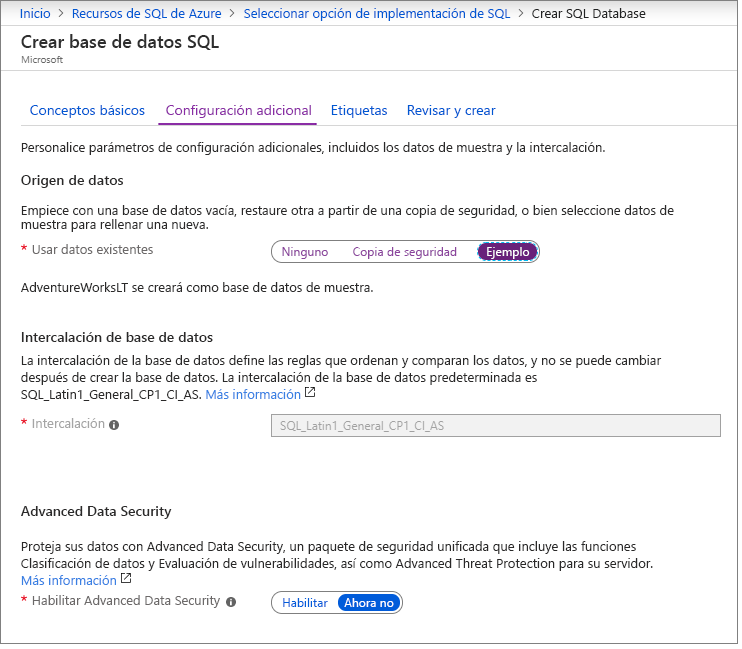 Inicio > Recursos de SQL de Azure > Seleccionar opción de implementación de SQL > Crear SQL Database
Crear base de datos SQL
Microsoft
Conceptos básicos Configuración adicional Etiquetas Revisar y crear
Personalice parámetros de configuración adicionales, incluidos los datos de muestra y la intercalación.
Origen de datos
Empiece con una base de datos vacía, restaure otra a partir de una copia de seguridad, o bien seleccione datos de
muestra para rellenar una nueva.
* Usar datos existentes Ninguno Copia de seguridad Ejemplo
AdventureWorksLT se creará como base de datos de muestra.
Intercalación de base de datos
La intercalación de la base de datos define las reglas que ordenan y comparan los datos, y no se puede cambiar
después de crear la base de datos. La intercalación de la base de datos predeterminada es
SQL_Latin1_General_CP1_CI_AS. Más información
* Intercalación SQL_Latin1_General_CP1_CI_AS
Advanced Data Security
Proteja sus datos con Advanced Data Security, un paquete de seguridad unificada que incluye las funciones
Clasificación de datos y Evaluación de vulnerabilidades, así como Advanced Threat Protection para su servidor.
Más información
* Habilitar Advanced Data Security Habilitar Ahora no